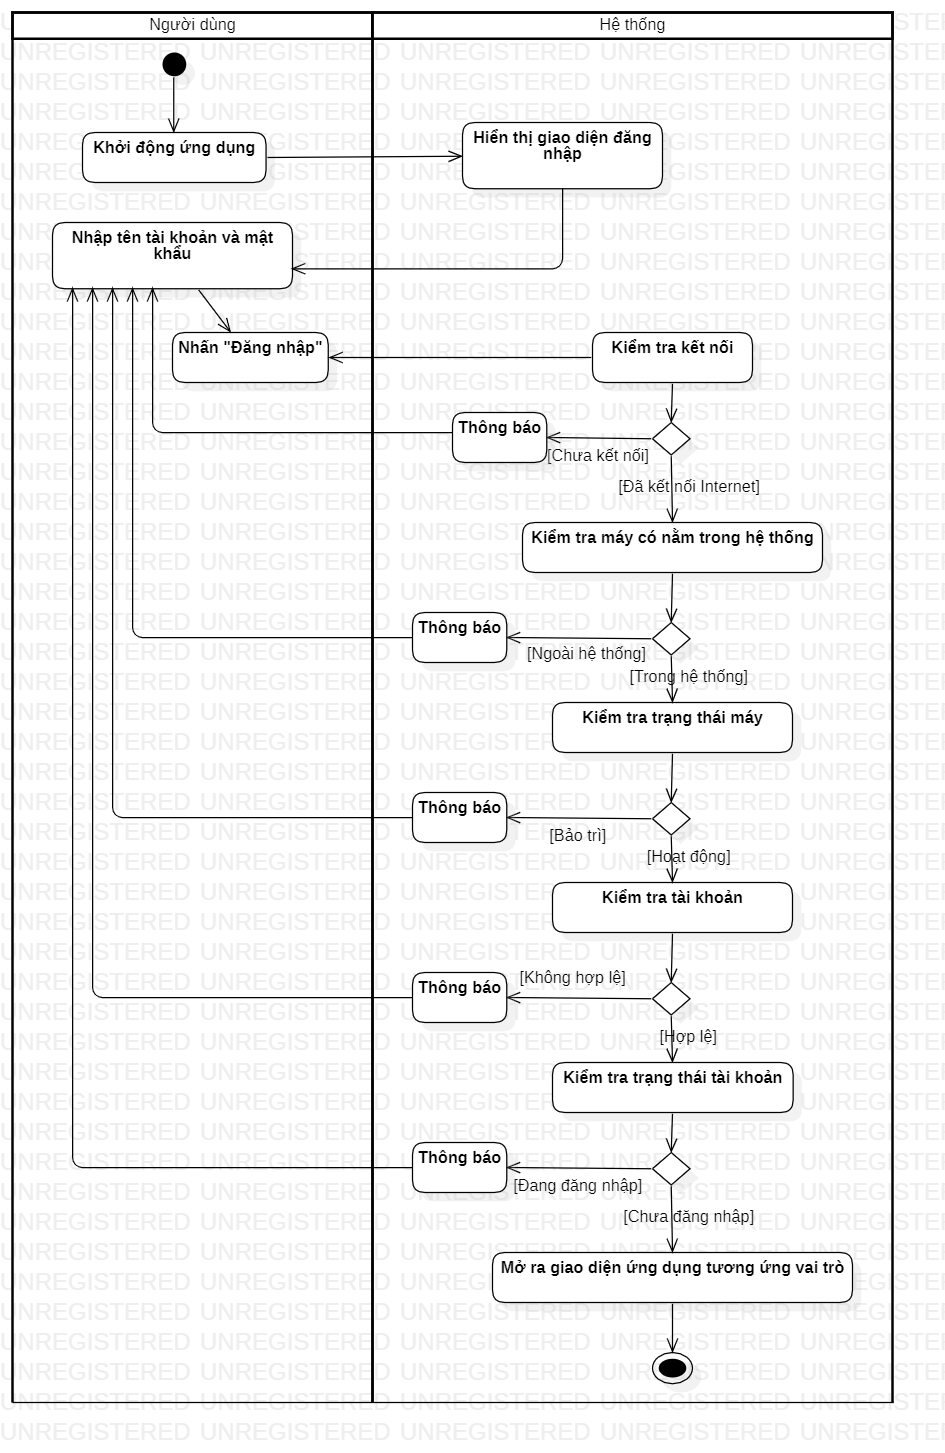 Người dùng
Hệ thống
Khởi động ứng dụng
Hiển thị giao diện đăng
nhập
Nhập tên tài khoản và mật
khẩu
Nhấn "Đăng nhập"
Kiểm tra kết nối
Thông báo
[Chưa kết nối]
[Đã kết nối Internet]
Kiểm tra máy có nằm trong hệ thống
Thông báo
[Ngoài hệ thống]
[Trong hệ thống]
Kiểm tra trạng thái máy
Thông báo
[Bảo trì]
[Hoạt động]
Kiểm tra tài khoản
[Không hợp lệ]
Thông báo
[Hợp lệ]
Kiểm tra trạng thái tài khoản
Thông báo
[Đang đăng nhập]
[Chưa đăng nhập]
Mở ra giao diện ứng dụng tương ứng vai trò